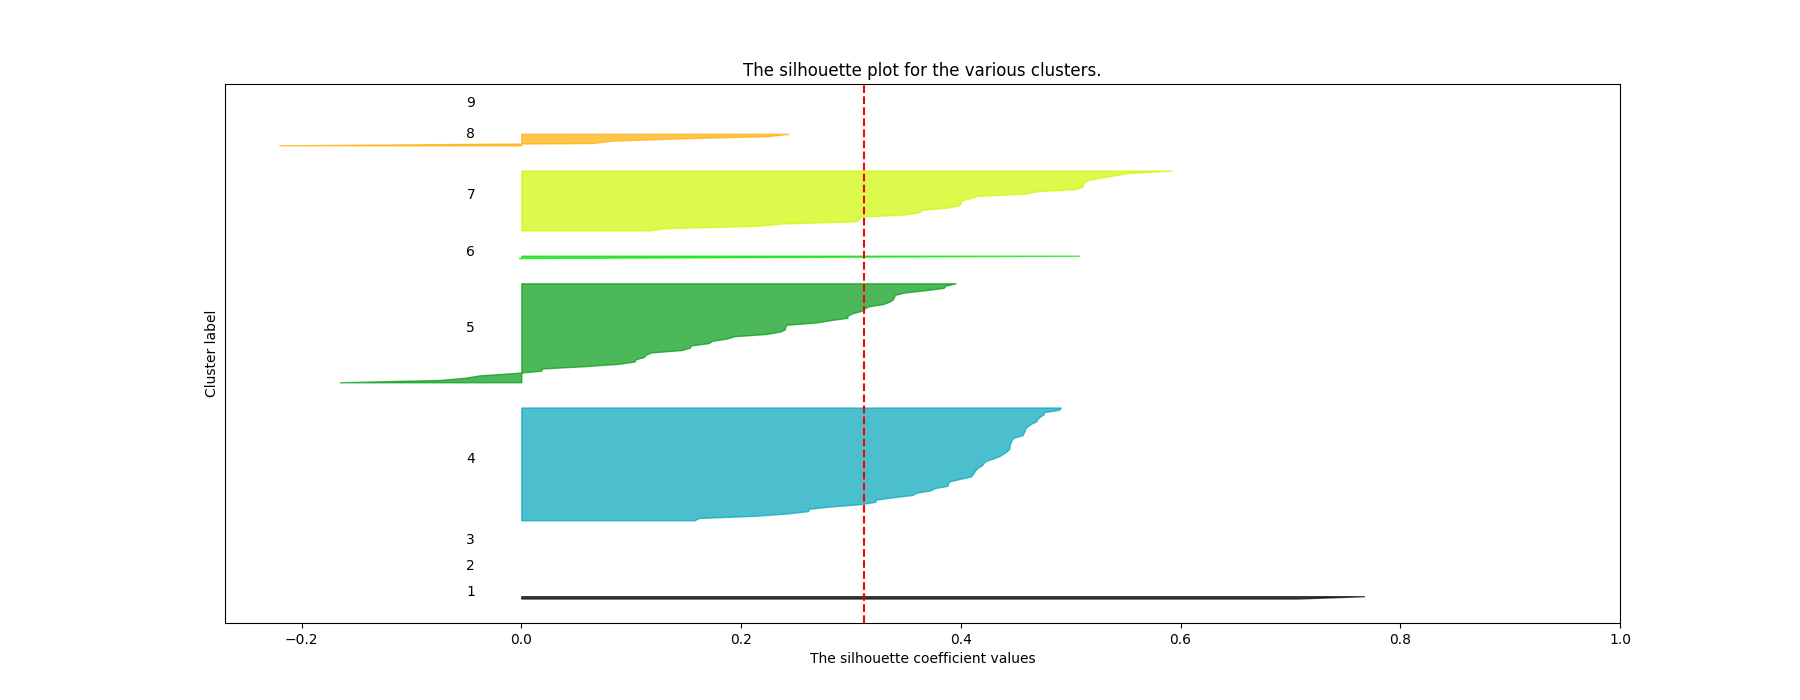 The silhouette plot for the various clusters.
9
8
7
6
5
4
3
2
1
Cluster label
−0.2 0.0 0.2 0.4 0.6 0.8 1.0
The silhouette coefficient values